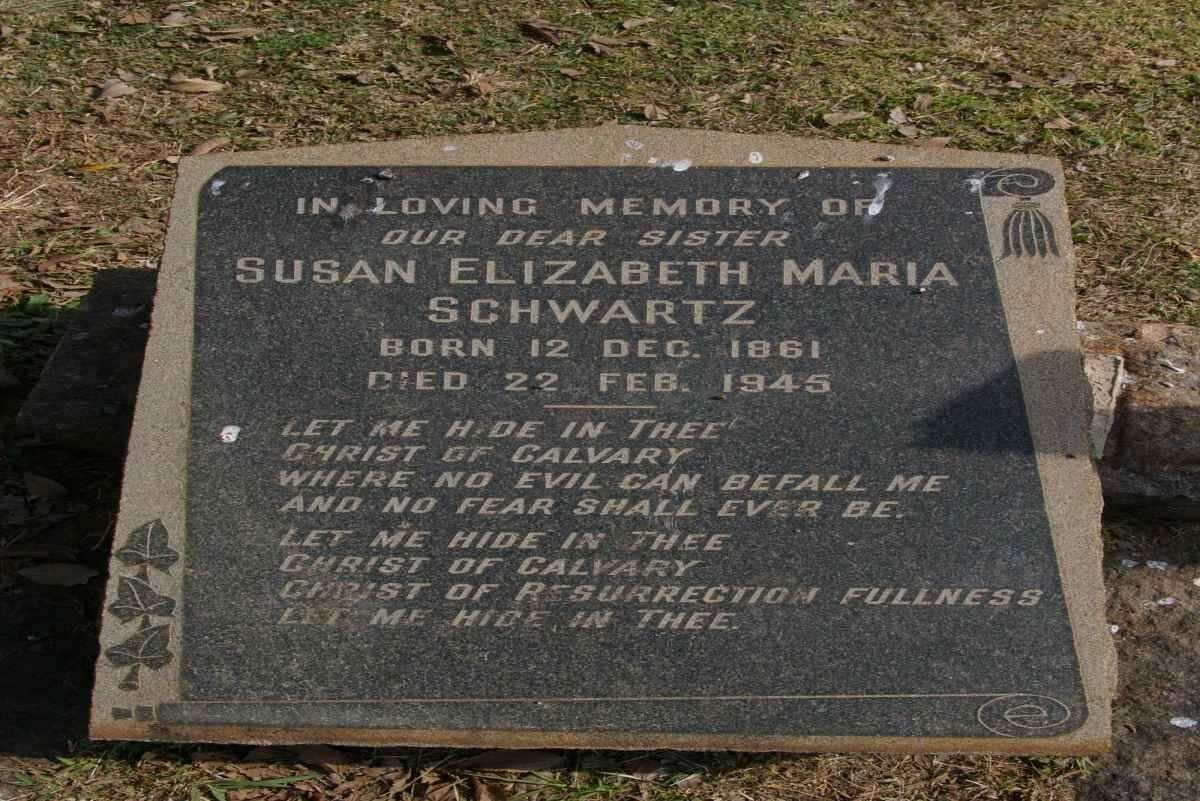 IN LOVING MEMORY OF
OUR DEAR SISTER
SUSAN ELIZABETH MARIA
SCHWARTZ
BORN 12 DEC. 1861
DIED 22 FEB. 1945
LET ME HIDE IN THEE
CHRIST OF CALVARY
WHERE NO EVIL CAN BEFALL ME
AND NO FEAR SHALL EVER BE.
LET ME HIDE IN THEE
CHRIST OF CALVARY
CHRIST OF RESURRECTION FULLNESS
LET ME HIDE IN THEE.